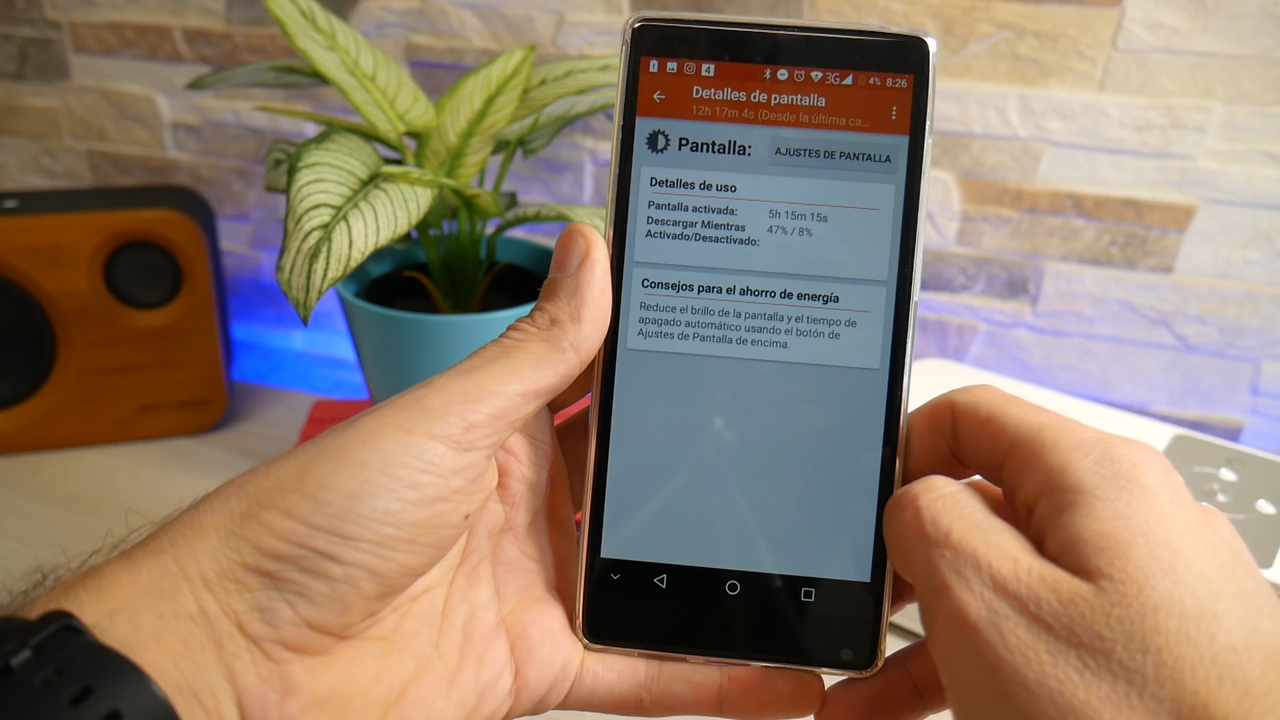 4 3G 4% 8:26
Detalles de pantalla
12h 17m 4s (Desde la última ca...
Pantalla:
AJUSTES DE PANTALLA
Detalles de uso
Pantalla activada: 5h 15m 15s
Descargar Mientras 47% / 8%
Activado/Desactivado:
Consejos para el ahorro de energía
Reduce el brillo de la pantalla y el tiempo de
apagado automático usando el botón de
Ajustes de Pantalla de encima.